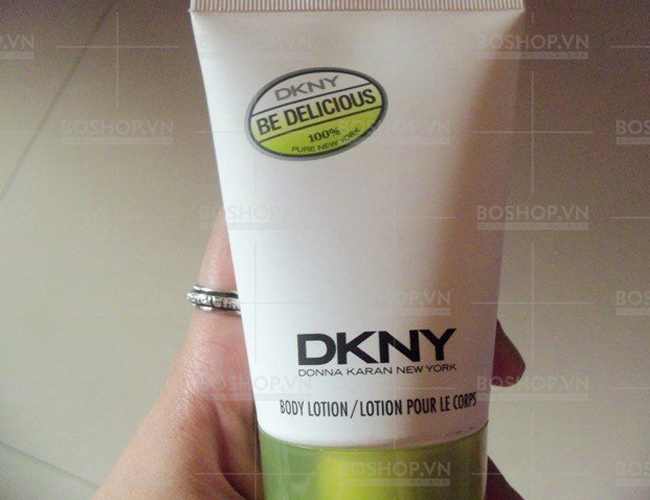 DKNY
BE DELICIOUS
100%
PURE NEW YORK
DKNY
DONNA KARAN NEW YORK
BODY LOTION/LOTION POUR LE CORPS
BOSHOP.VN